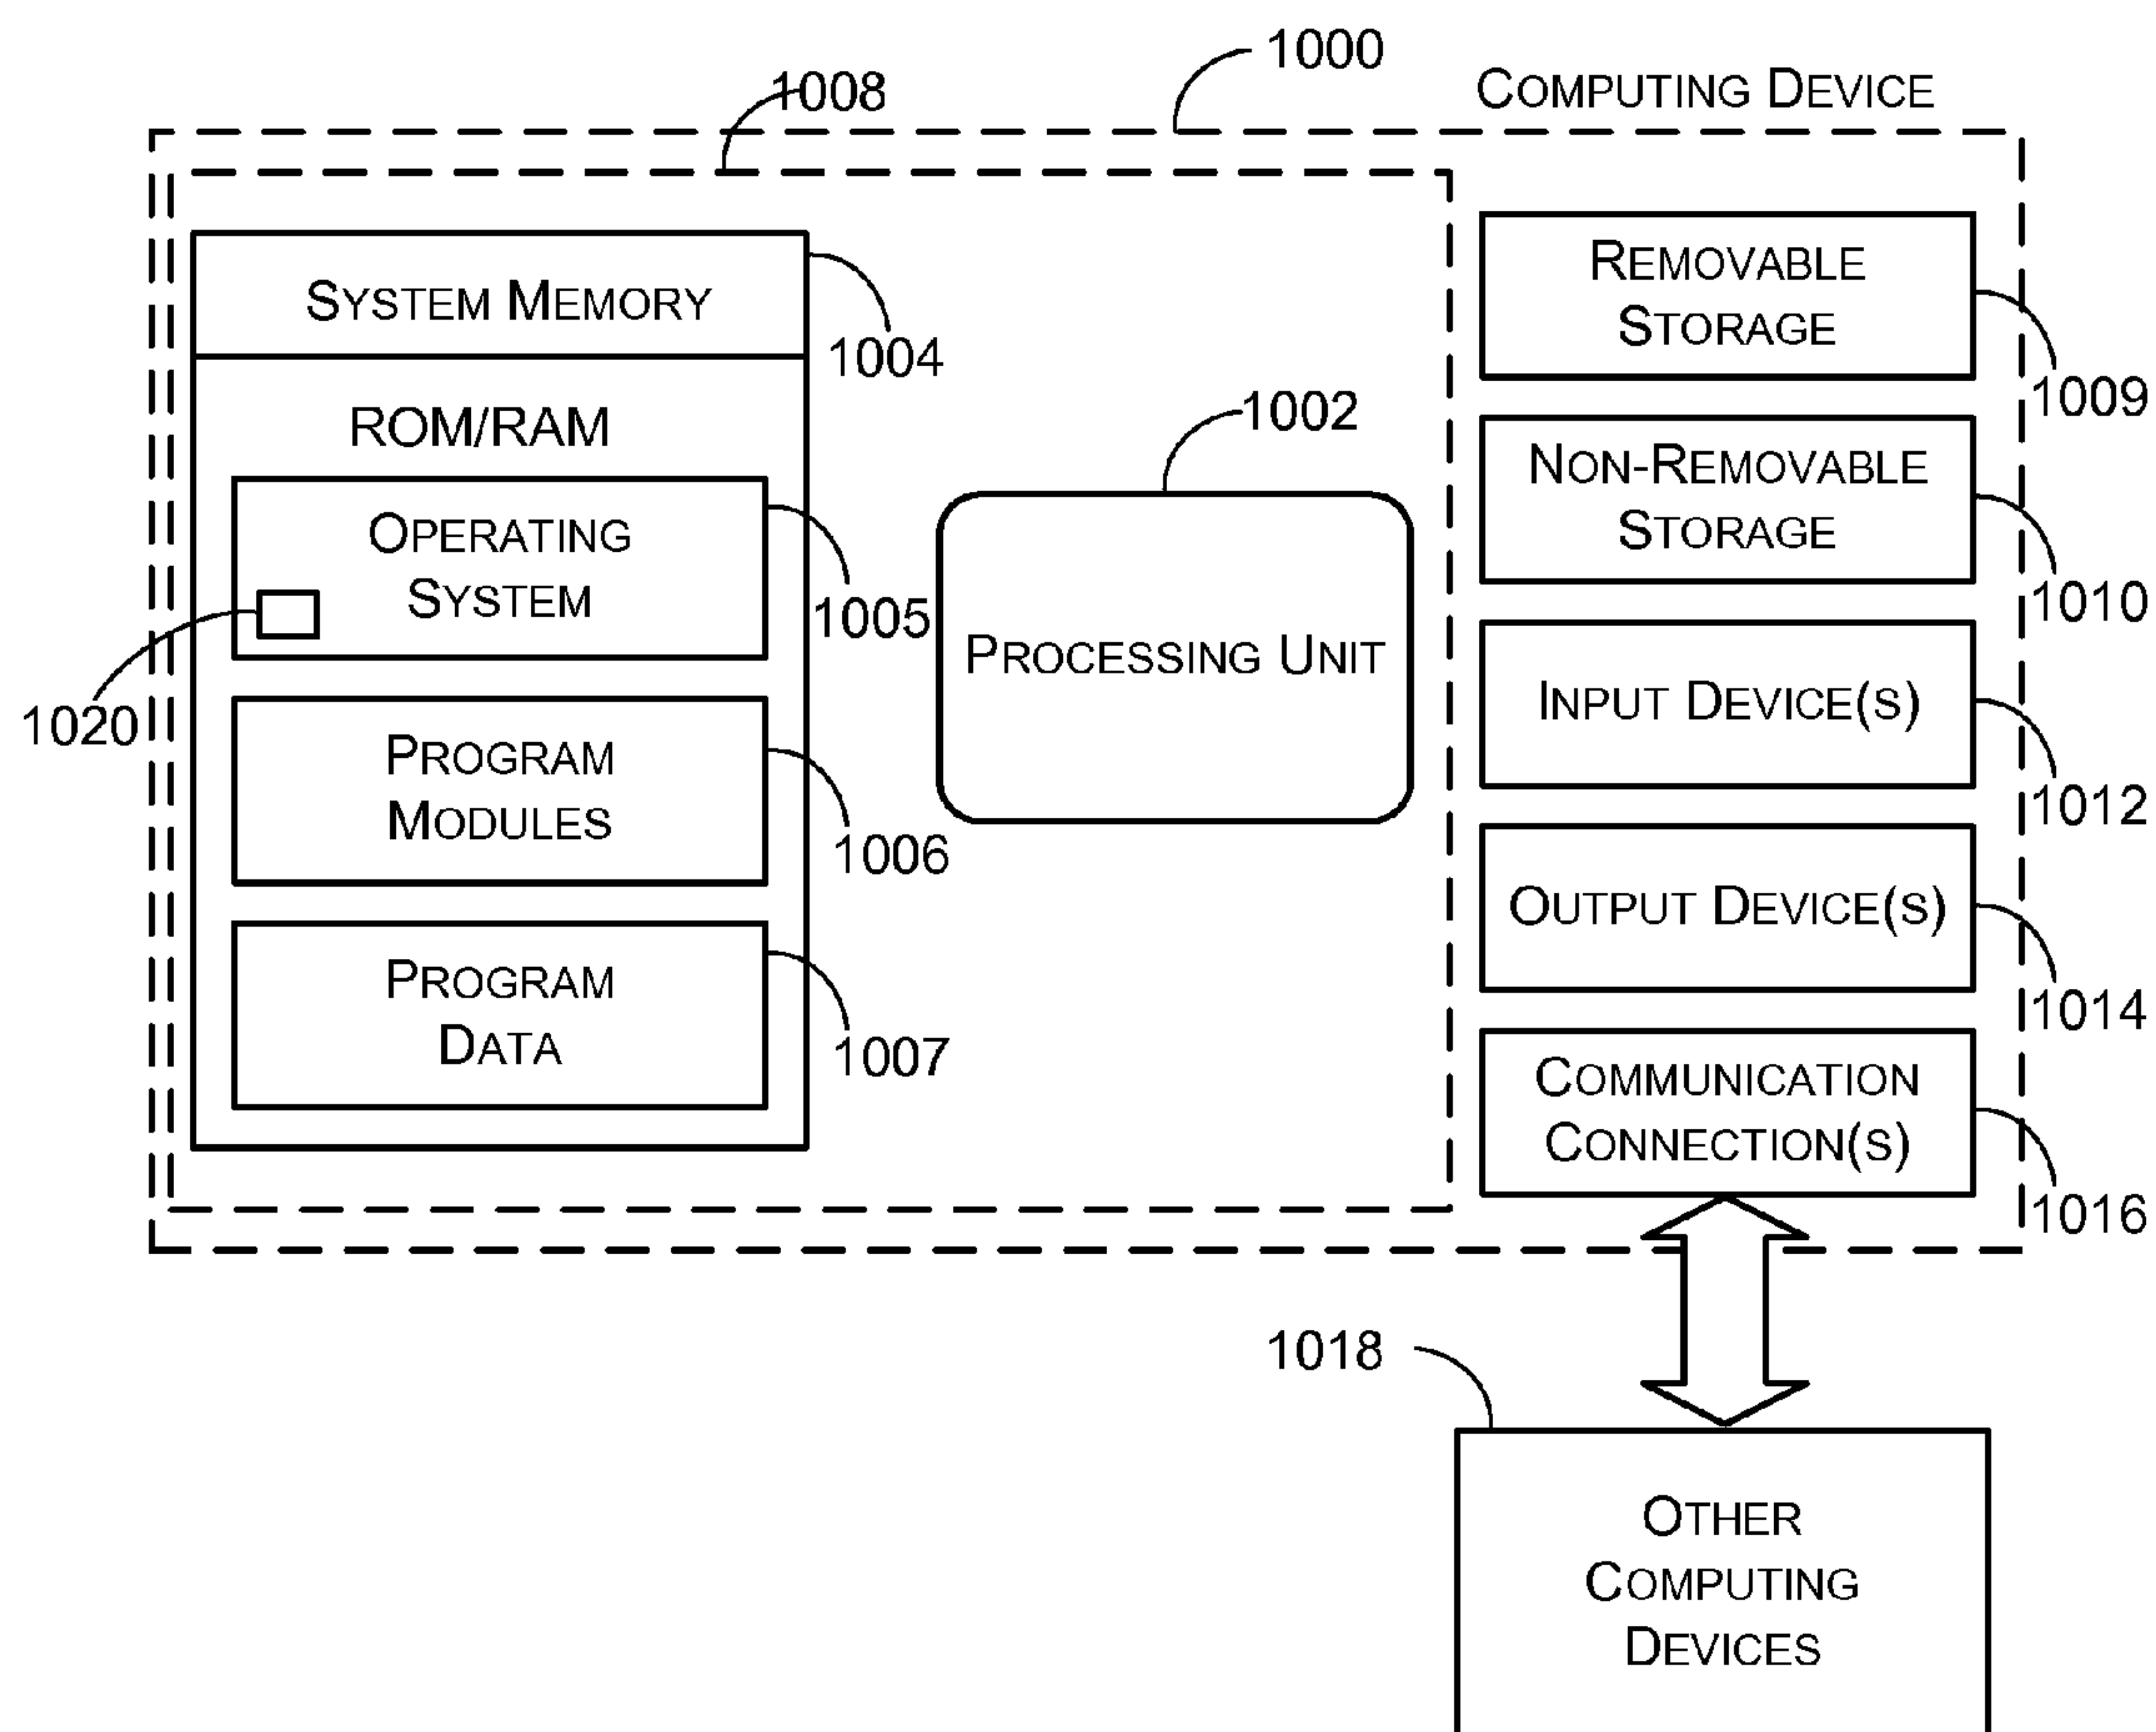 1000
COMPUTING DEVICE
1008
SYSTEM MEMORY
1004
ROM/RAM
OPERATING
SYSTEM
1005
1020
PROGRAM
MODULES
1006
PROGRAM
DATA
1007
1002
PROCESSING UNIT
REMOVABLE
STORAGE
1009
NON-REMOVABLE
STORAGE
1010
INPUT DEVICE(S)
1012
OUTPUT DEVICE(S)
1014
COMMUNICATION
CONNECTION(S)
1016
1018
OTHER
COMPUTING
DEVICES